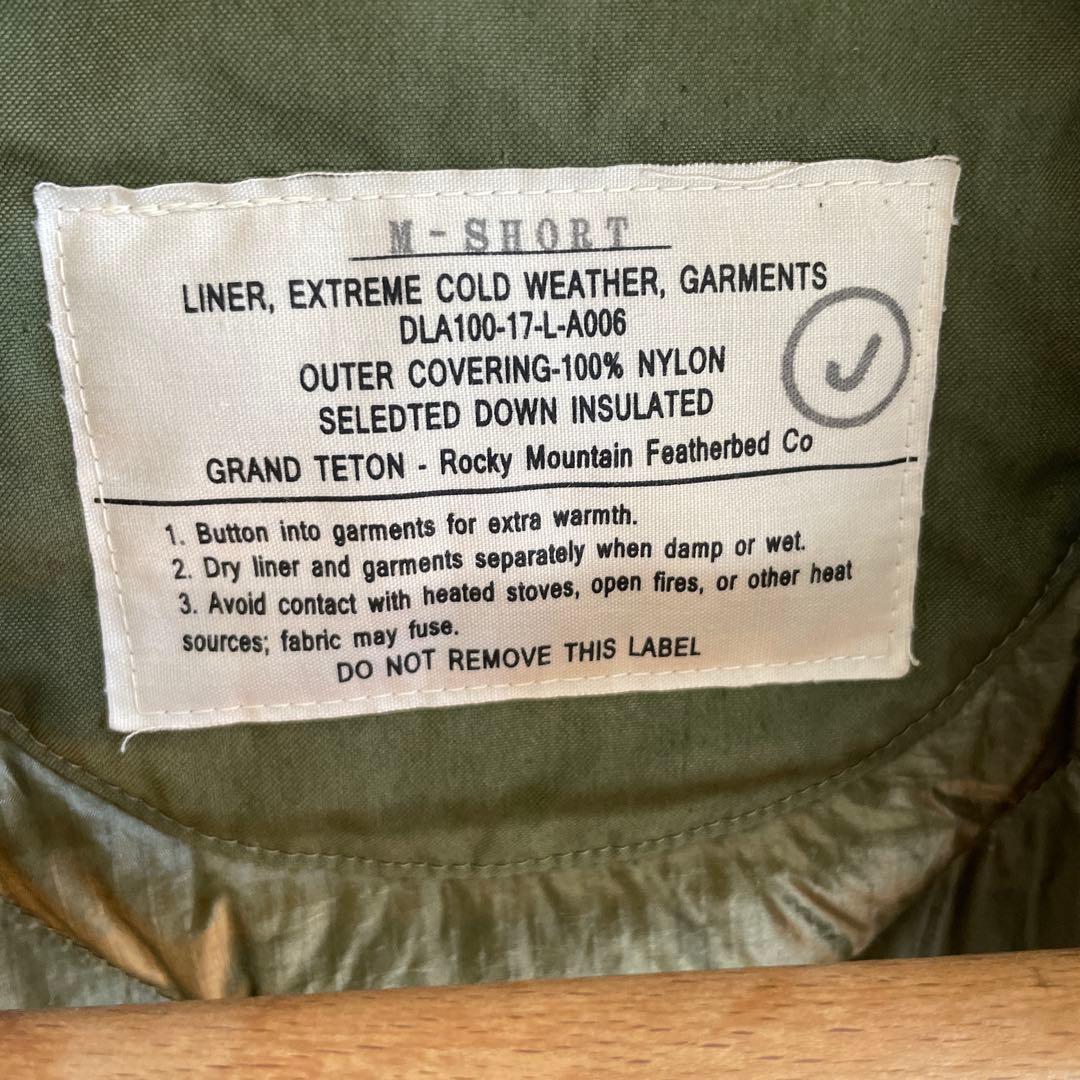 M-SHORT
LINER, EXTREME COLD WEATHER, GARMENTS
DLA100-17-L-A006
OUTER COVERING-100% NYLON
SELEDTED DOWN INSULATED
GRAND TETON - Rocky Mountain Featherbed Co
1. Button into garments for extra warmth.
2. Dry liner and garments separately when damp or wet.
3. Avoid contact with heated stoves, open fires, or other heat
sources; fabric may fuse.
DO NOT REMOVE THIS LABEL